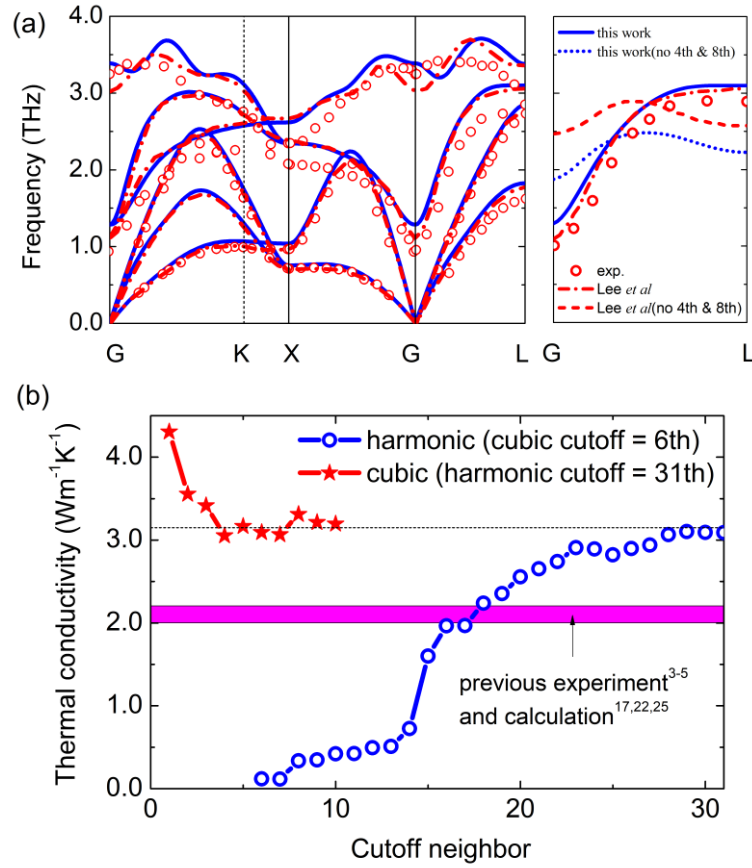 (a)
Frequency (THz)
4.0
3.0
2.0
1.0
0.0
G K X G L
this work
this work(no 4th & 8th)
exp.
Lee et al
Lee et al(no 4th & 8th)
G L
(b)
Thermal conductivity (Wm⁻¹K⁻¹)
4.0
3.0
2.0
1.0
0.0
harmonic (cubic cutoff = 6th)
cubic (harmonic cutoff = 31th)
previous experiment³⁻⁵
and calculation¹⁷,²²,²⁵
0 10 20 30
Cutoff neighbor